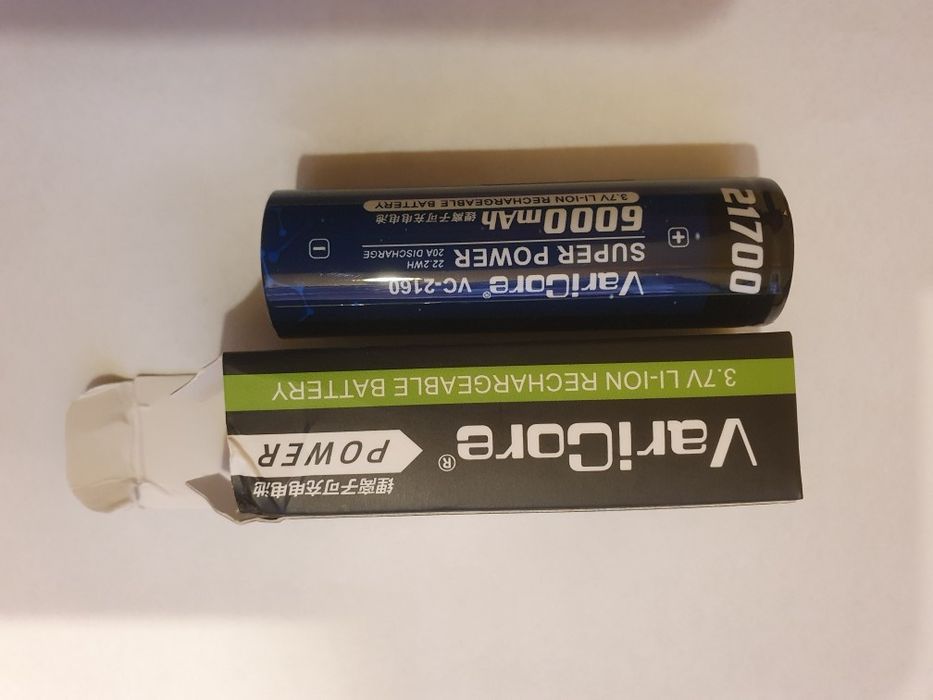 锂离子可充电电池
VariCore® POWER
3.7V LI-ION RECHARGEABLE BATTERY
21700
VariCore® VC-2160
SUPER POWER
22.2WH
20A DISCHARGE
6000mAh 锂离子可充电电池
3.7V LI-ION RECHARGEABLE BATTERY
+
-